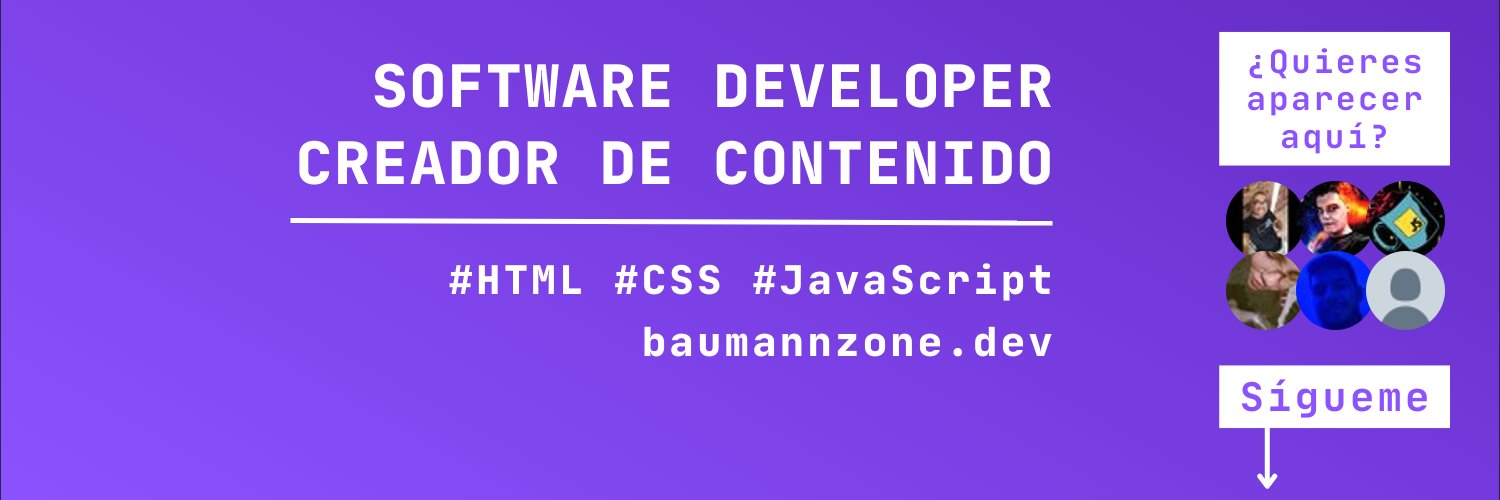 SOFTWARE DEVELOPER
CREADOR DE CONTENIDO
#HTML #CSS #JavaScript
baumannzone.dev
¿Quieres
aparecer
aquí?
Sígueme